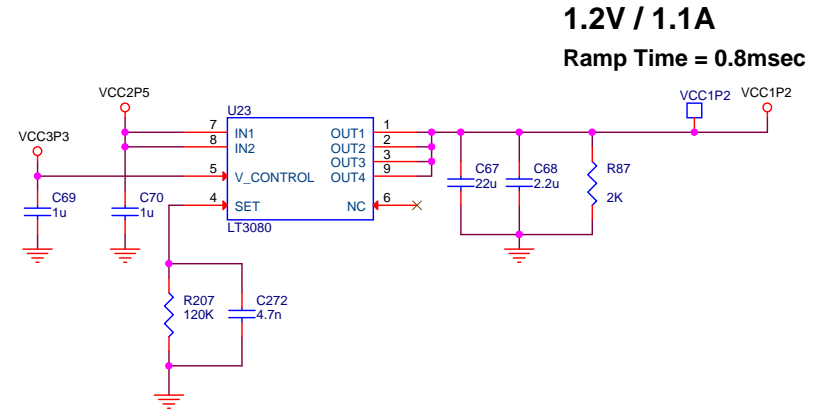 1.2V / 1.1A
Ramp Time = 0.8msec
VCC2P5
VCC1P2
VCC1P2
VCC3P3
U23
7
IN1
OUT1
1
8
IN2
OUT2
2
OUT3
3
5
V_CONTROL
OUT4
9
4
SET
NC
6
LT3080
C69
1u
C70
1u
C67
22u
C68
2.2u
R87
2K
R207
120K
C272
4.7n